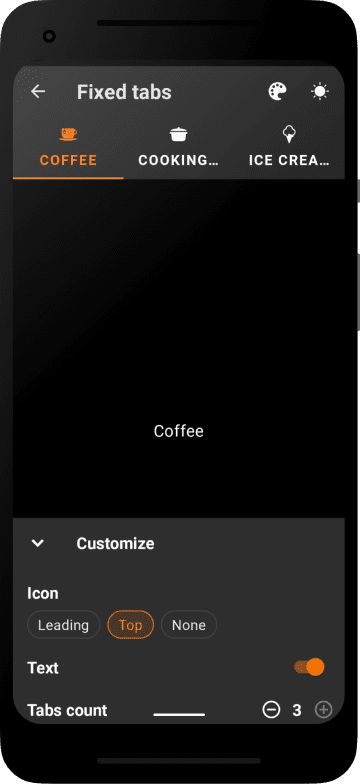 Fixed tabs
COFFEE
COOKING...
ICE CREA...
Coffee
Customize
Icon
Leading
Top
None
Text
Tabs count
3